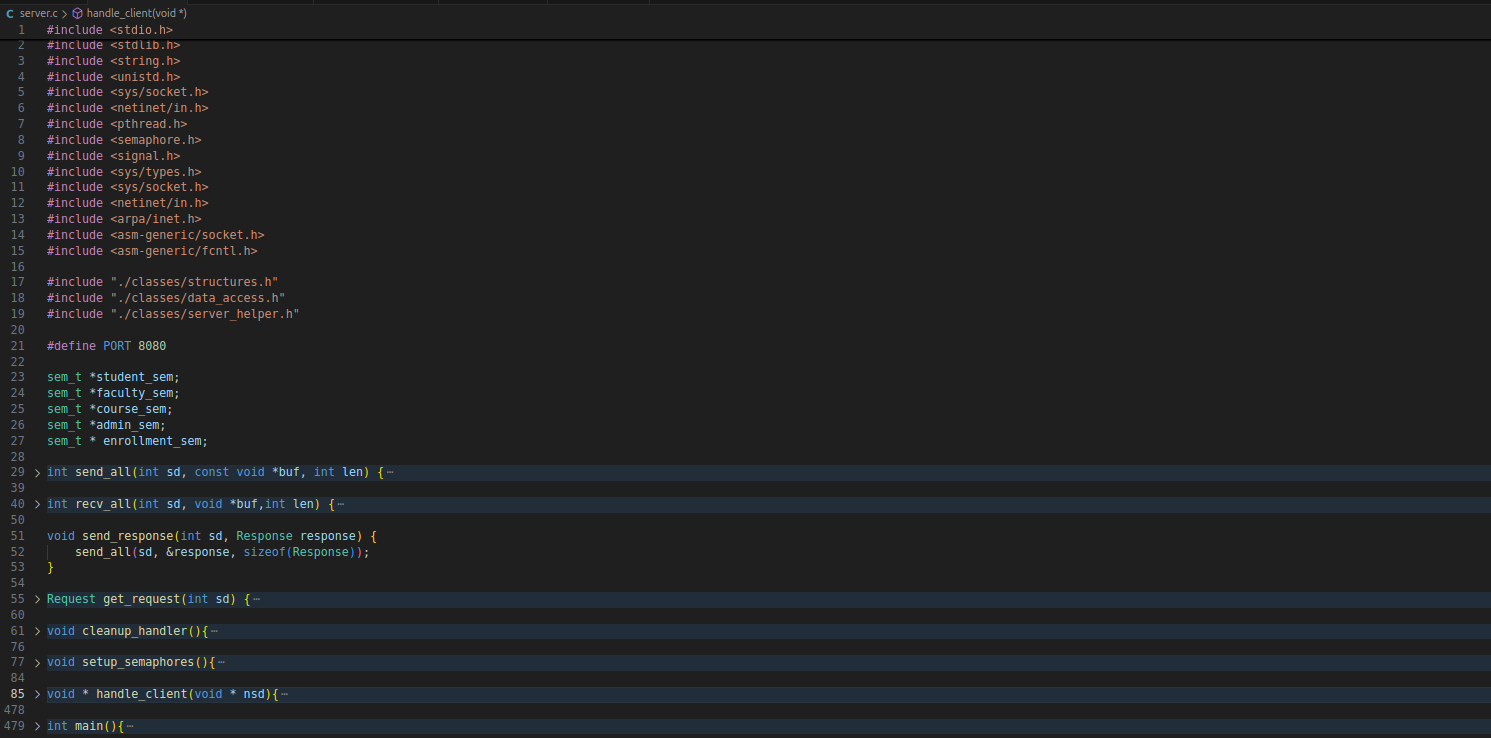 C server.c > handle_client(void *)
1 #include <stdio.h>
2 #include <stdlib.h>
3 #include <string.h>
4 #include <unistd.h>
5 #include <sys/socket.h>
6 #include <netinet/in.h>
7 #include <pthread.h>
8 #include <semaphore.h>
9 #include <signal.h>
10 #include <sys/types.h>
11 #include <sys/socket.h>
12 #include <netinet/in.h>
13 #include <arpa/inet.h>
14 #include <asm-generic/socket.h>
15 #include <asm-generic/fcntl.h>
16
17 #include "./classes/structures.h"
18 #include "./classes/data_access.h"
19 #include "./classes/server_helper.h"
20
21 #define PORT 8080
22
23 sem_t *student_sem;
24 sem_t *faculty_sem;
25 sem_t *course_sem;
26 sem_t *admin_sem;
27 sem_t * enrollment_sem;
28
29 > int send_all(int sd, const void *buf, int len) {⋯
39
40 > int recv_all(int sd, void *buf,int len) {⋯
50
51 void send_response(int sd, Response response) {
52     send_all(sd, &response, sizeof(Response));
53 }
54
55 > Request get_request(int sd) {⋯
60
61 > void cleanup_handler(){⋯
76
77 > void setup_semaphores(){⋯
84
85 > void * handle_client(void * nsd){⋯
478
479 > int main(){⋯